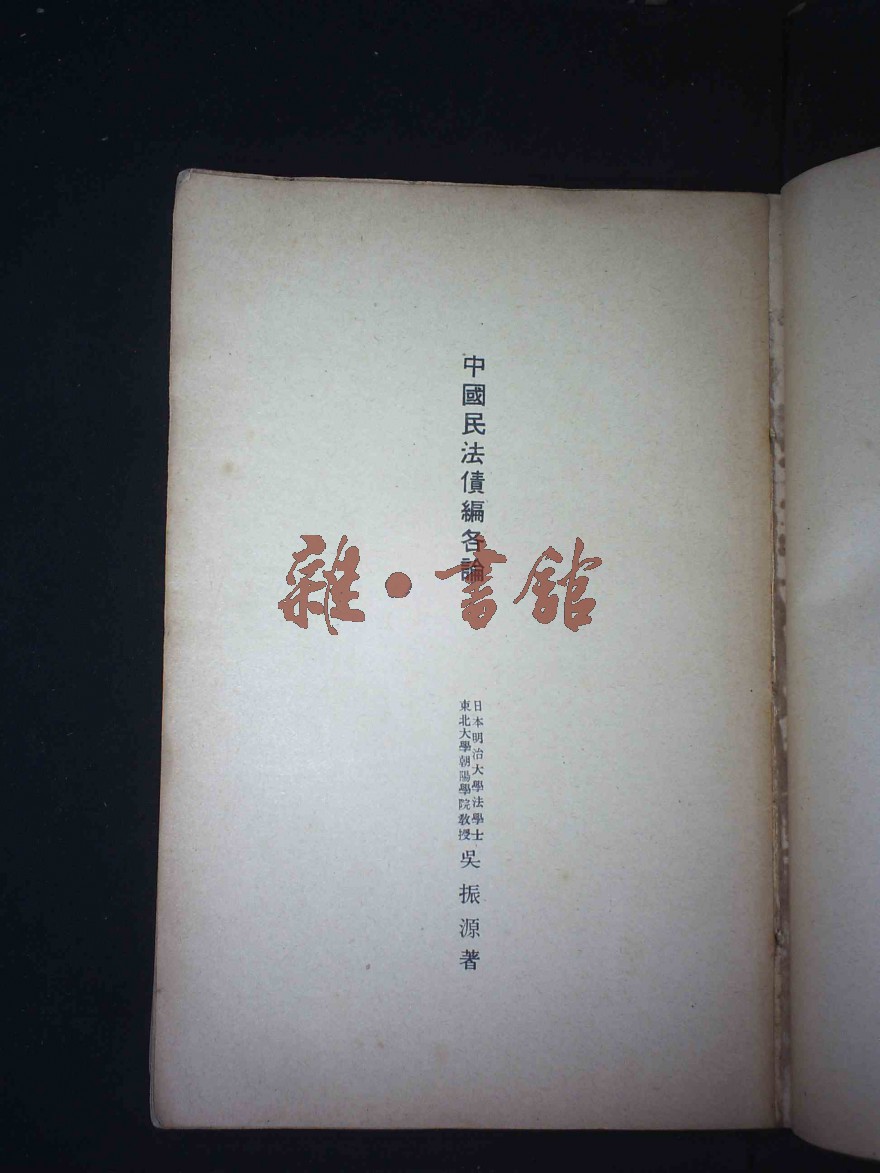 中國民法債編各論
雜·書館
日本明治大學法學士
東北大學朝陽學院教授
吳振源著